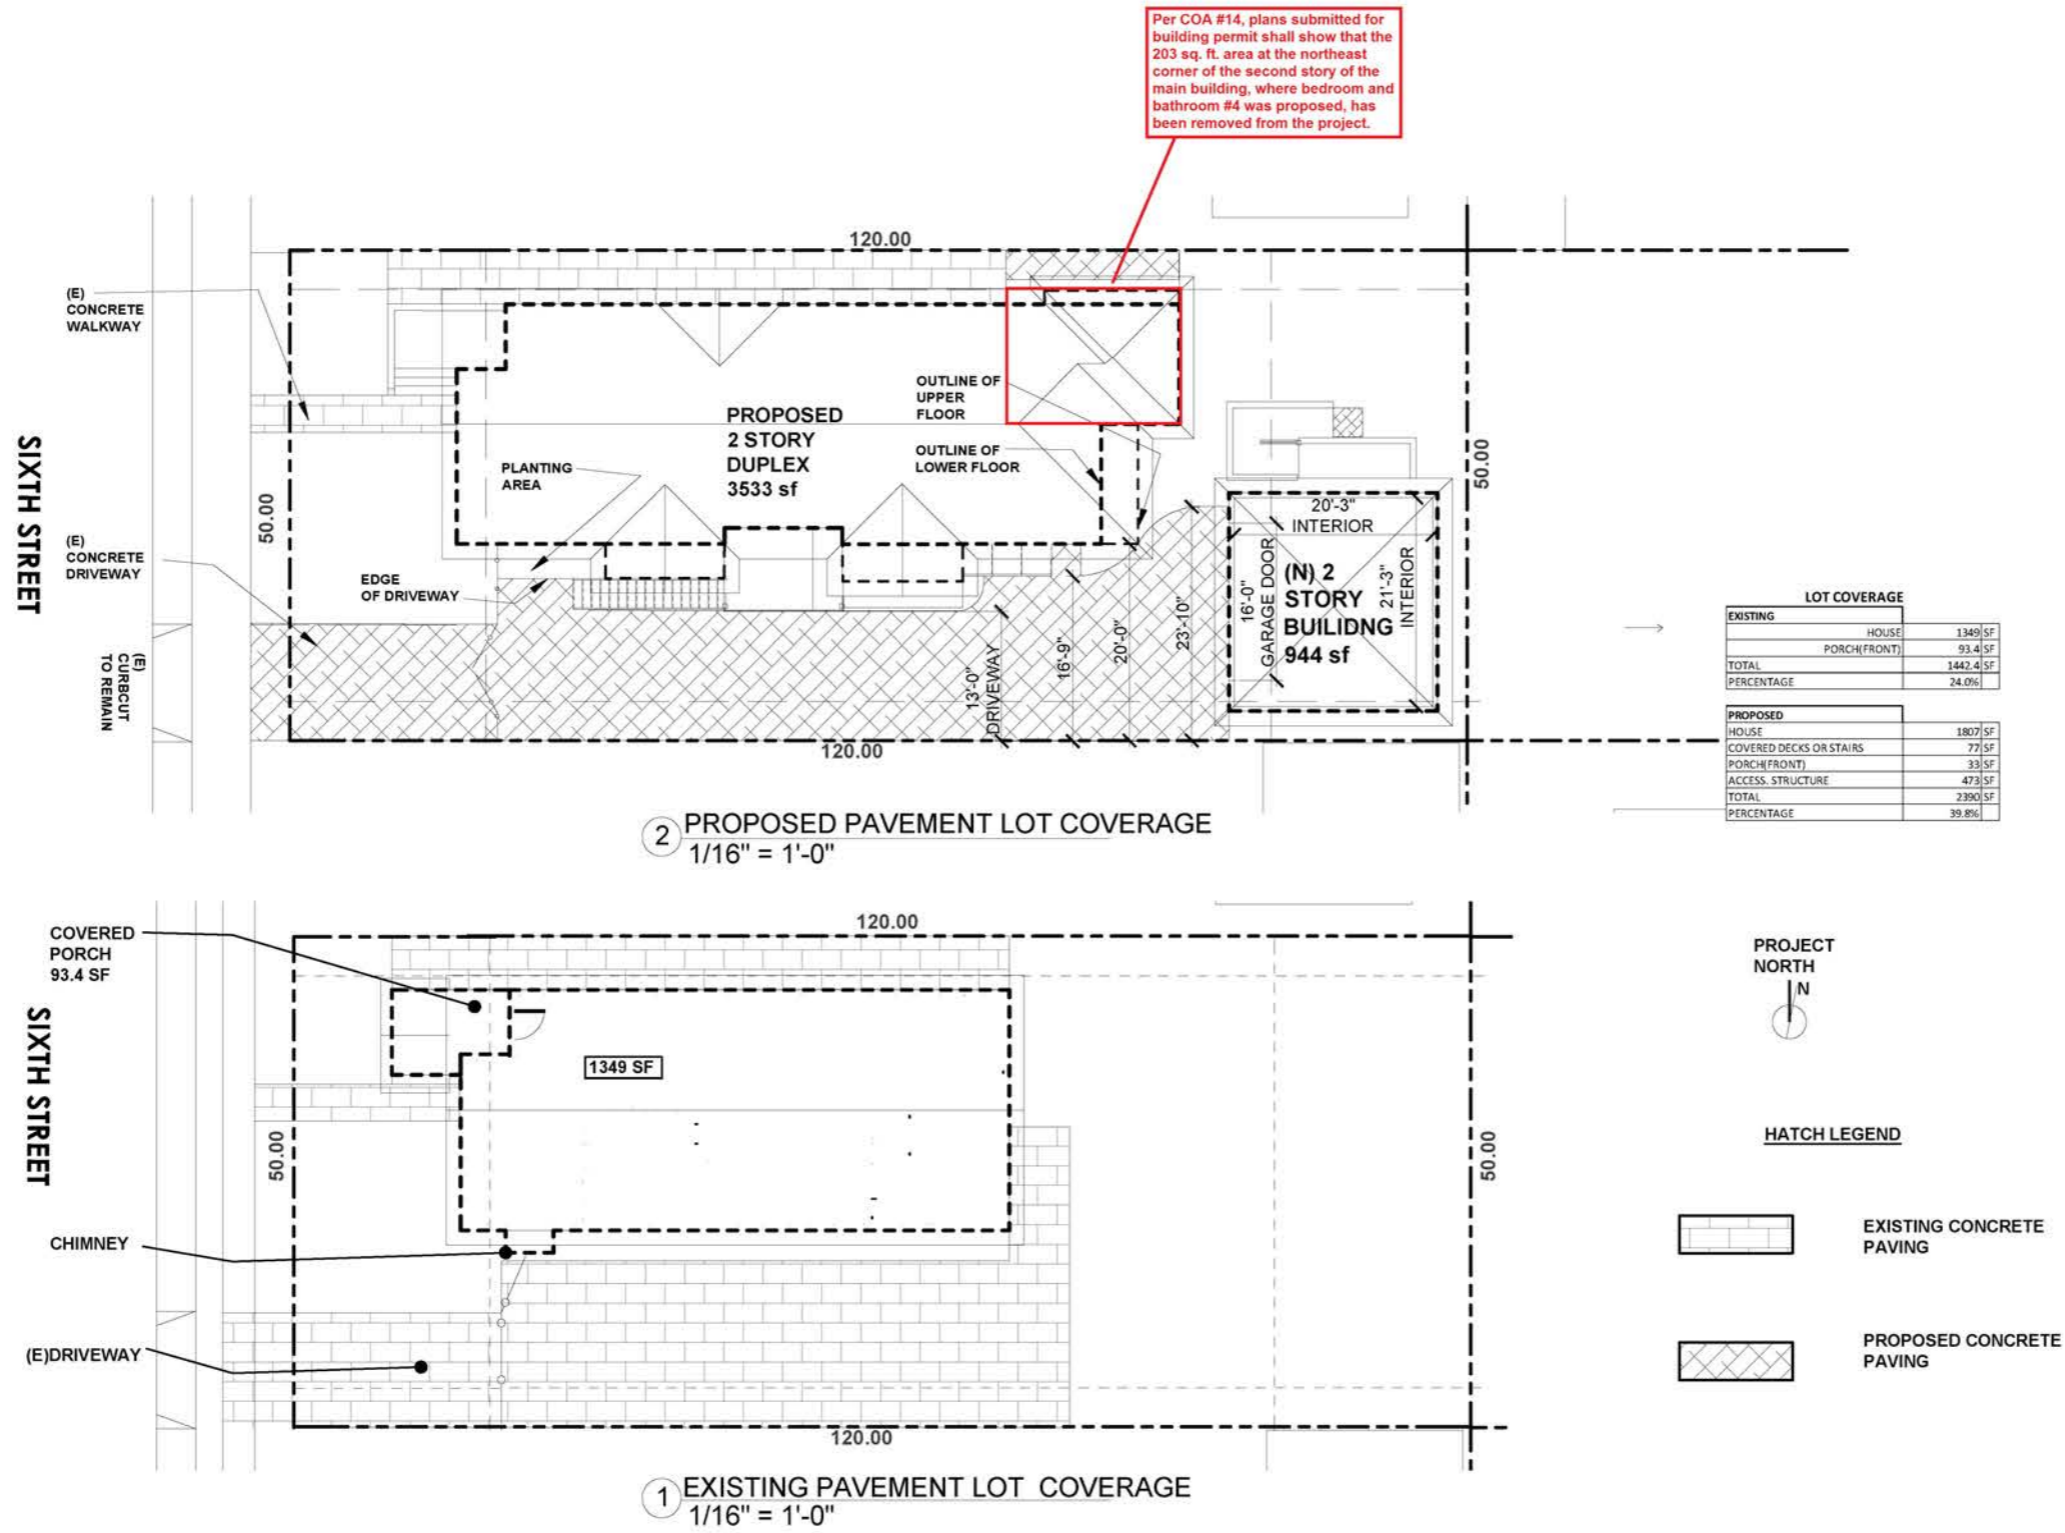 Per COA #14, plans submitted for
building permit shall show that the
203 sq. ft. area at the northeast
corner of the second story of the
main building, where bedroom and
bathroom #4 was proposed, has
been removed from the project.
120.00
(E)
CONCRETE
WALKWAY
OUTLINE OF
UPPER
FLOOR
PROPOSED
2 STORY
DUPLEX
3533 sf
OUTLINE OF
LOWER FLOOR
PLANTING
AREA
SIXTH STREET
50.00
50.00
(E)
CONCRETE
DRIVEWAY
EDGE
OF DRIVEWAY
20'-3"
INTERIOR
16'-0"
GARAGE DOOR
(N) 2
STORY
BUILIDNG
944 sf
21'-3"
INTERIOR
(E)
CURBCUT
TO REMAIN
13'-0"
DRIVEWAY
16'-9"
20'-0"
23'-10"
120.00
LOT COVERAGE
EXISTING
HOUSE 1349 SF
PORCH(FRONT) 93.4 SF
TOTAL 1442.4 SF
PERCENTAGE 24.0%
PROPOSED
HOUSE 1807 SF
COVERED DECKS OR STAIRS 77 SF
PORCH(FRONT) 33 SF
ACCESS. STRUCTURE 473 SF
TOTAL 2390 SF
PERCENTAGE 39.8%
2 PROPOSED PAVEMENT LOT COVERAGE
1/16" = 1'-0"
120.00
COVERED
PORCH
93.4 SF
SIXTH STREET
1349 SF
50.00
50.00
CHIMNEY
(E)DRIVEWAY
120.00
1 EXISTING PAVEMENT LOT COVERAGE
1/16" = 1'-0"
PROJECT
NORTH
N
HATCH LEGEND
EXISTING CONCRETE
PAVING
PROPOSED CONCRETE
PAVING